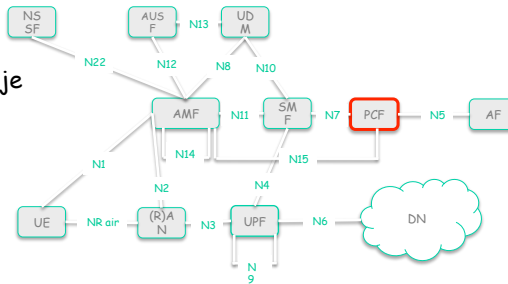 NS
SF
AUS
F
N13
UD
M
N22
N12
N8
N10
je
AMF
N11
SM
F
N7
PCF
N5
AF
N14
N15
N1
N2
N4
UE
NR air
(R)A
N
N3
UPF
N6
DN
N
9